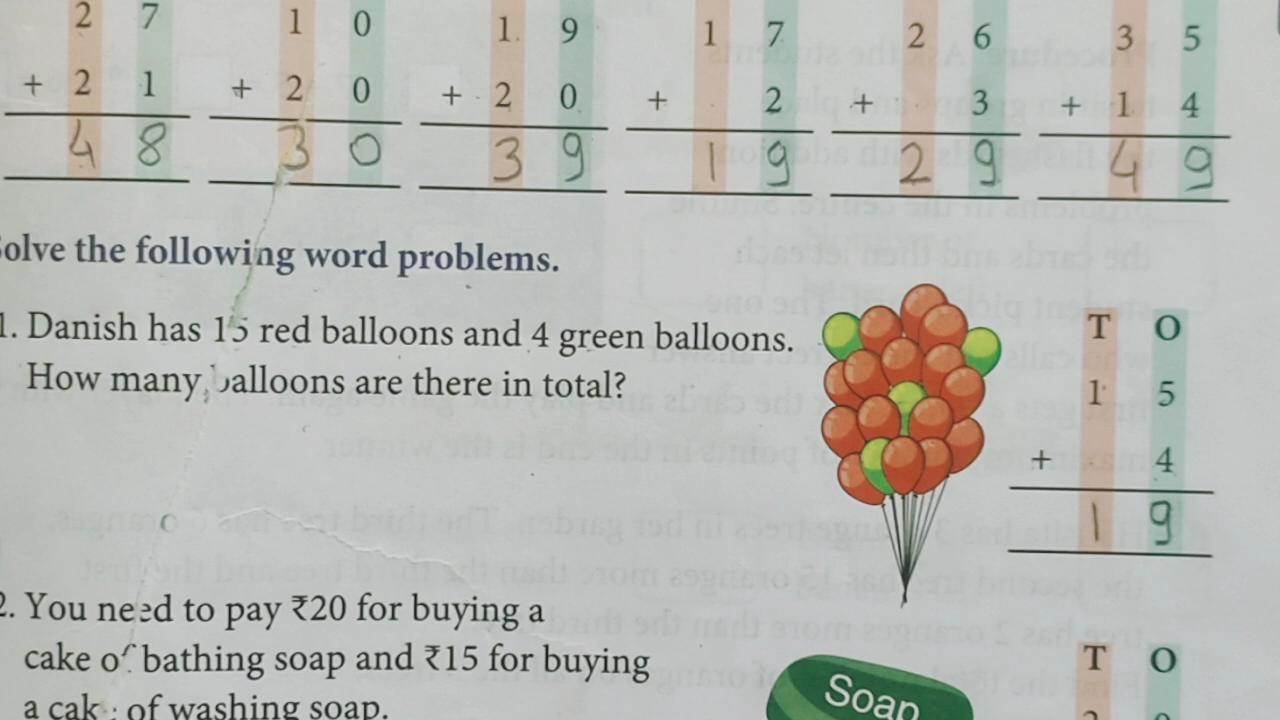 2 7 1 0 1 9 1 7 2 6 3 5
+ 2 1 + 2 0 + 2 0 + 2 + 3 + 1 4
4 8 3 0 3 9 1 9 2 9 4 9
Solve the following word problems.
1. Danish has 15 red balloons and 4 green balloons.
How many balloons are there in total?
T O
1 5
+ 4
1 9
2. You need to pay ₹20 for buying a
cake of bathing soap and ₹15 for buying
a cake of washing soap.
Soap
T O